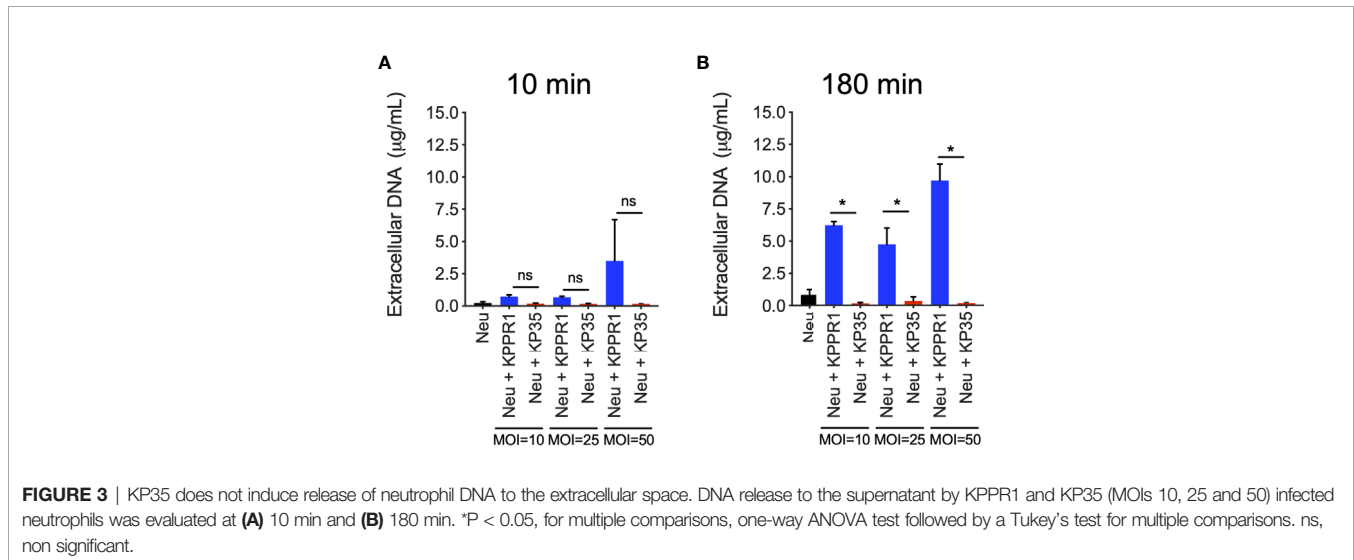 A
10 min
Extracellular DNA (µg/mL)
15.0
12.5
10.0
7.5
5.0
2.5
0.0
ns
ns
ns
Neu
Neu + KPPR1
Neu + KP35
Neu + KPPR1
Neu + KP35
Neu + KPPR1
Neu + KP35
MOI=10 MOI=25 MOI=50
B
180 min
Extracellular DNA (µg/mL)
15.0
12.5
10.0
7.5
5.0
2.5
0.0
*
*
*
Neu
Neu + KPPR1
Neu + KP35
Neu + KPPR1
Neu + KP35
Neu + KPPR1
Neu + KP35
MOI=10 MOI=25 MOI=50
FIGURE 3 | KP35 does not induce release of neutrophil DNA to the extracellular space. DNA release to the supernatant by KPPR1 and KP35 (MOIs 10, 25 and 50) infected
neutrophils was evaluated at (A) 10 min and (B) 180 min. *P < 0.05, for multiple comparisons, one-way ANOVA test followed by a Tukey’s test for multiple comparisons. ns,
non significant.